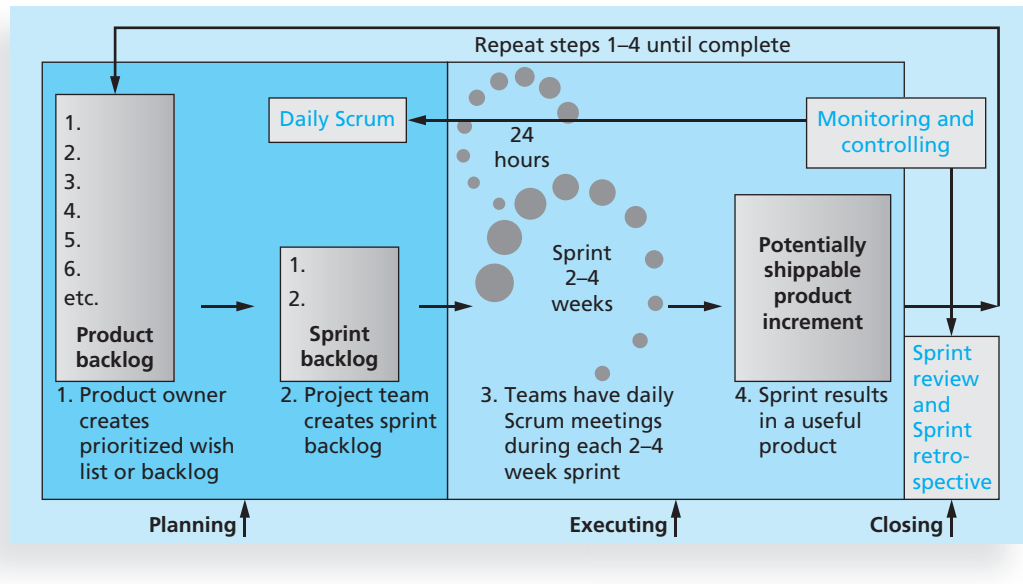 Repeat steps 1–4 until complete
1.
2.
3.
4.
5.
6.
etc.
Product
backlog
Daily Scrum
24
hours
Monitoring and
controlling
1.
2.
Sprint
backlog
Sprint
2–4
weeks
Potentially
shippable
product
increment
Sprint
review
and
Sprint
retro-
spective
1. Product owner
creates
prioritized wish
list or backlog
2. Project team
creates sprint
backlog
3. Teams have daily
Scrum meetings
during each 2–4
week sprint
4. Sprint results
in a useful
product
Planning
Executing
Closing